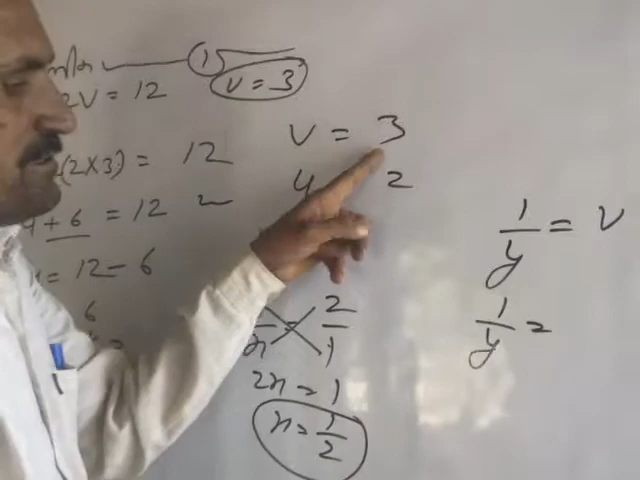 1
V = 3
2V = 12
(2×3) = 12
+ 6 = 12
= 12 - 6
6
V = 3
2
2/1
2x = 1
x = 1/2
1/y = V
1/y =